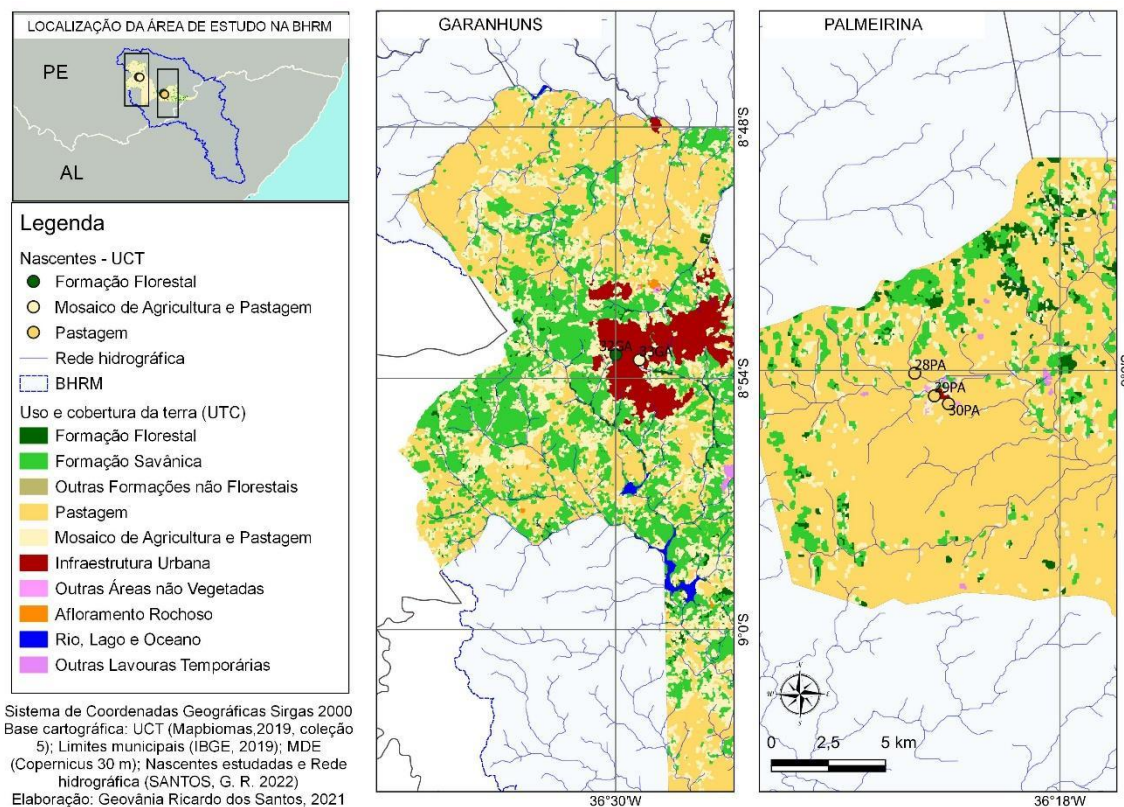 LOCALIZAÇÃO DA ÁREA DE ESTUDO NA BHRM
PE
AL
Legenda
Nascentes - UCT
Formação Florestal
Mosaico de Agricultura e Pastagem
Pastagem
Rede hidrográfica
BHRM
Uso e cobertura da terra (UTC)
Formação Florestal
Formação Savânica
Outras Formações não Florestais
Pastagem
Mosaico de Agricultura e Pastagem
Infraestrutura Urbana
Outras Áreas não Vegetadas
Afloramento Rochoso
Rio, Lago e Oceano
Outras Lavouras Temporárias
Sistema de Coordenadas Geográficas Sirgas 2000
Base cartográfica: UCT (Mapbiomas,2019, coleção
5); Limites municipais (IBGE, 2019); MDE
(Copernicus 30 m); Nascentes estudadas e Rede
hidrográfica (SANTOS, G. R. 2022)
Elaboração: Geovânia Ricardo dos Santos, 2021
GARANHUNS
32GA
8°48'S
8°54'S
9°0'S
36°30'W
PALMEIRINA
28PA
29PA
30PA
0 2,5 5 km
36°18'W